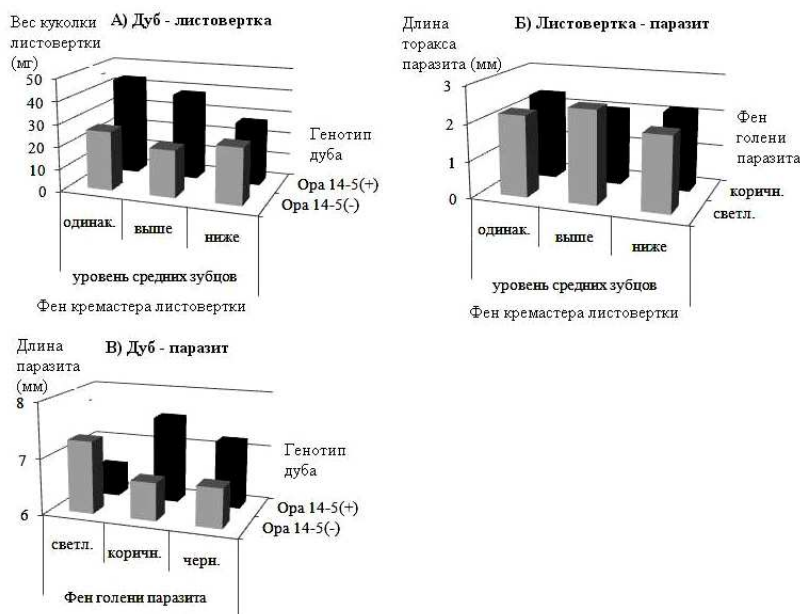 А) Дуб - листовертка
Вес куколки
листовертки
(мг)
50
40
30
20
10
0
Генотип
дуба
Ора 14-5(+)
Ора 14-5(-)
одинак.
выше
ниже
уровень средних зубцов
Фен кремастера листовертки
Б) Листовертка - паразит
Длина
торакса
паразита (мм)
3
2
1
0
Фен
голени
паразита
коричн.
светл.
одинак.
выше
ниже
уровень средних зубцов
Фен кремастера листовертки
В) Дуб - паразит
Длина
паразита
(мм)
8
7
6
Генотип
дуба
Ора 14-5(+)
Ора 14-5(-)
светл.
коричн.
черн.
Фен голени паразита